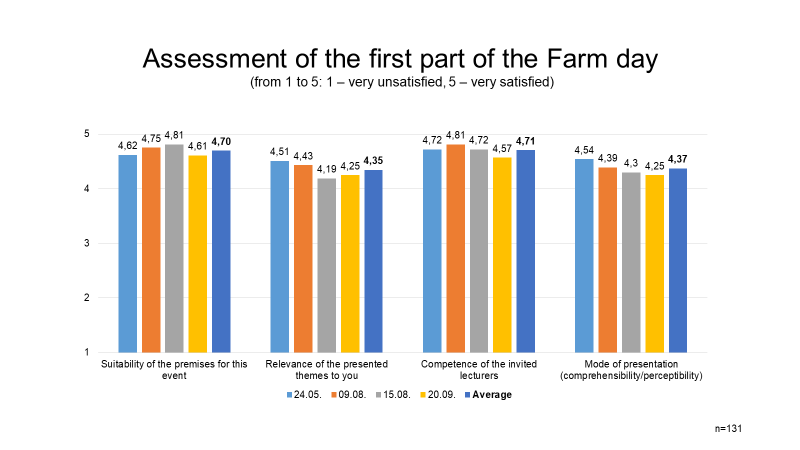 Assessment of the first part of the Farm day
(from 1 to 5: 1 – very unsatisfied, 5 – very satisfied)
5
4
3
2
1
4,62 4,75 4,81 4,61 4,70
4,51 4,43 4,19 4,25 4,35
4,72 4,81 4,72 4,57 4,71
4,54 4,39 4,3 4,25 4,37
Suitability of the premises for this
event
Relevance of the presented
themes to you
Competence of the invited
lecturers
Mode of presentation
(comprehensibility/perceptibility)
24.05. 09.08. 15.08. 20.09. Average
n=131